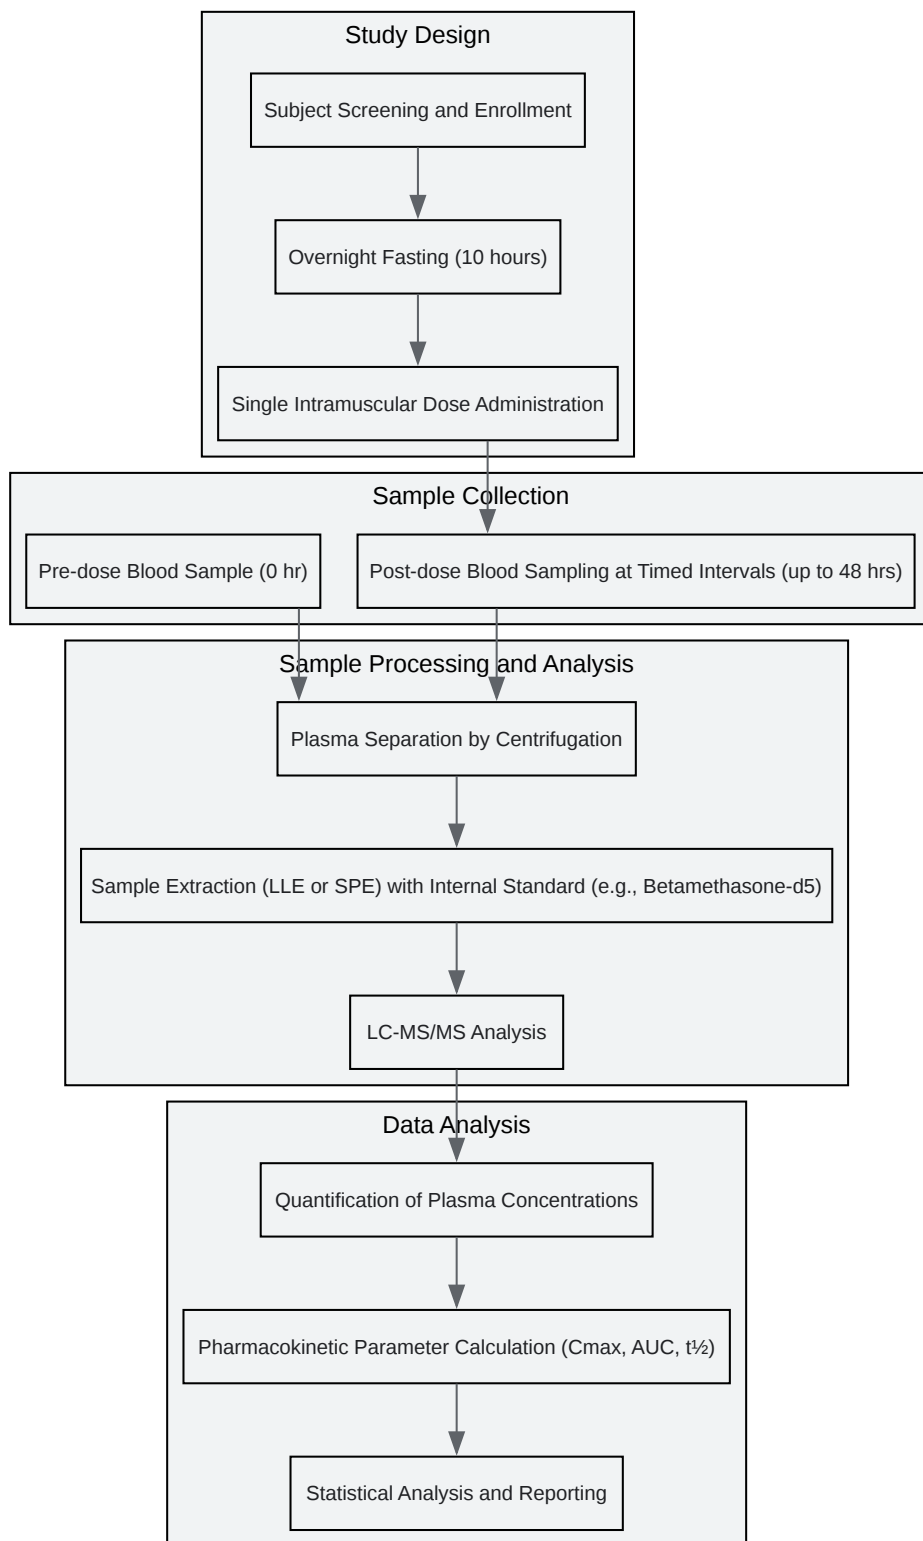 Study Design
Subject Screening and Enrollment
Overnight Fasting (10 hours)
Single Intramuscular Dose Administration
Sample Collection
Pre-dose Blood Sample (0 hr)
Post-dose Blood Sampling at Timed Intervals (up to 48 hrs)
Sample Processing and Analysis
Plasma Separation by Centrifugation
Sample Extraction (LLE or SPE) with Internal Standard (e.g., Betamethasone-d5)
LC-MS/MS Analysis
Data Analysis
Quantification of Plasma Concentrations
Pharmacokinetic Parameter Calculation (Cmax, AUC, t½)
Statistical Analysis and Reporting